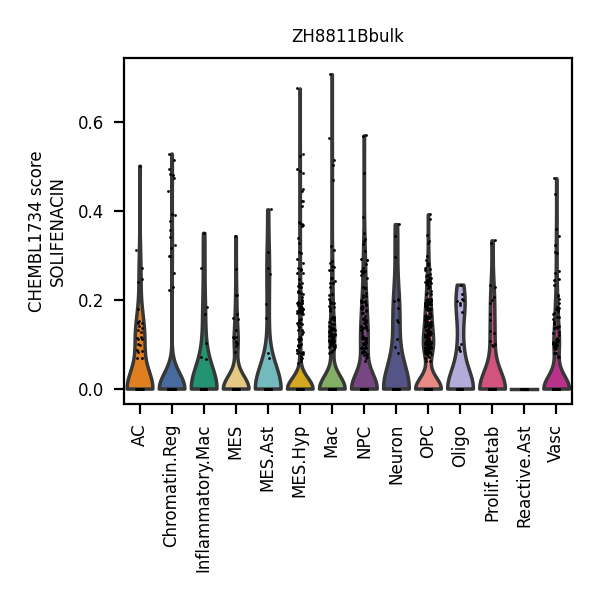 ZH8811Bbulk
CHEMBL1734 score
SOLIFENACIN
0.6
0.4
0.2
0.0
AC
Chromatin.Reg
Inflammatory.Mac
MES
MES.Ast
MES.Hyp
Mac
NPC
Neuron
OPC
Oligo
Prolif.Metab
Reactive.Ast
Vasc